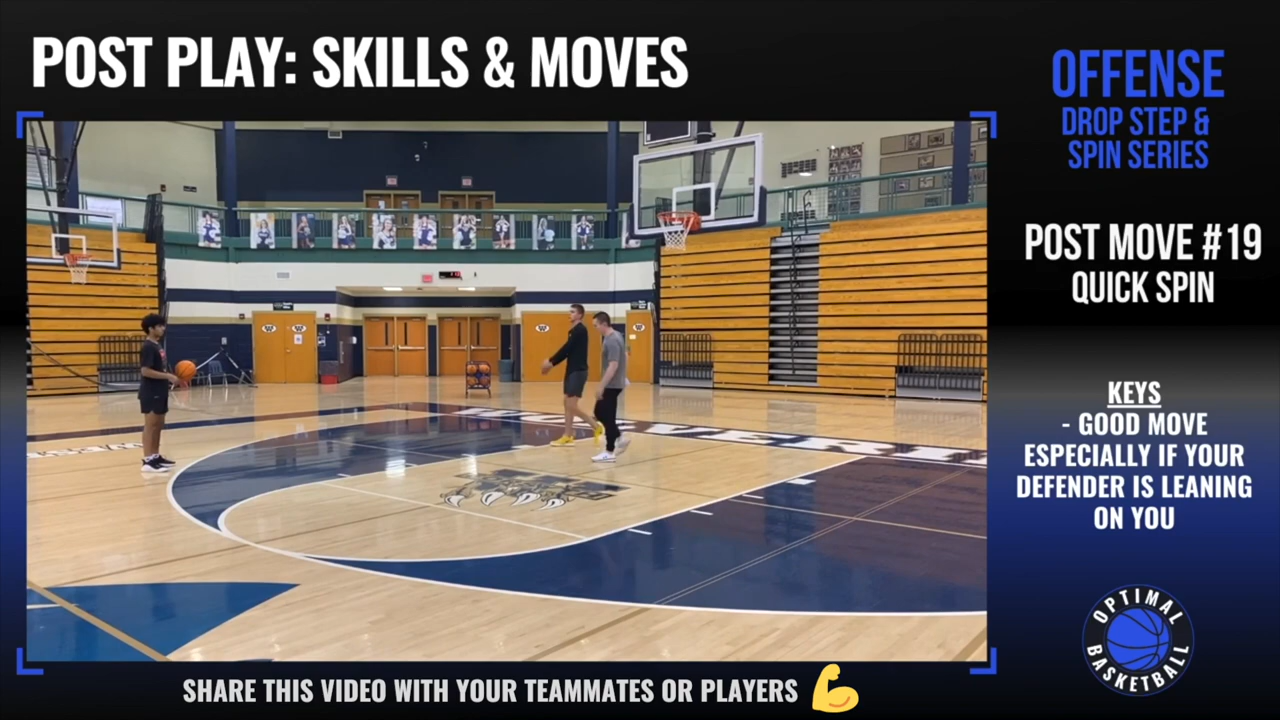 POST PLAY: SKILLS & MOVES
OFFENSE
DROP STEP &
SPIN SERIES
POST MOVE #19
QUICK SPIN
KEYS
- GOOD MOVE
ESPECIALLY IF YOUR
DEFENDER IS LEANING
ON YOU
OPTIMAL
BASKETBALL
SHARE THIS VIDEO WITH YOUR TEAMMATES OR PLAYERS 💪